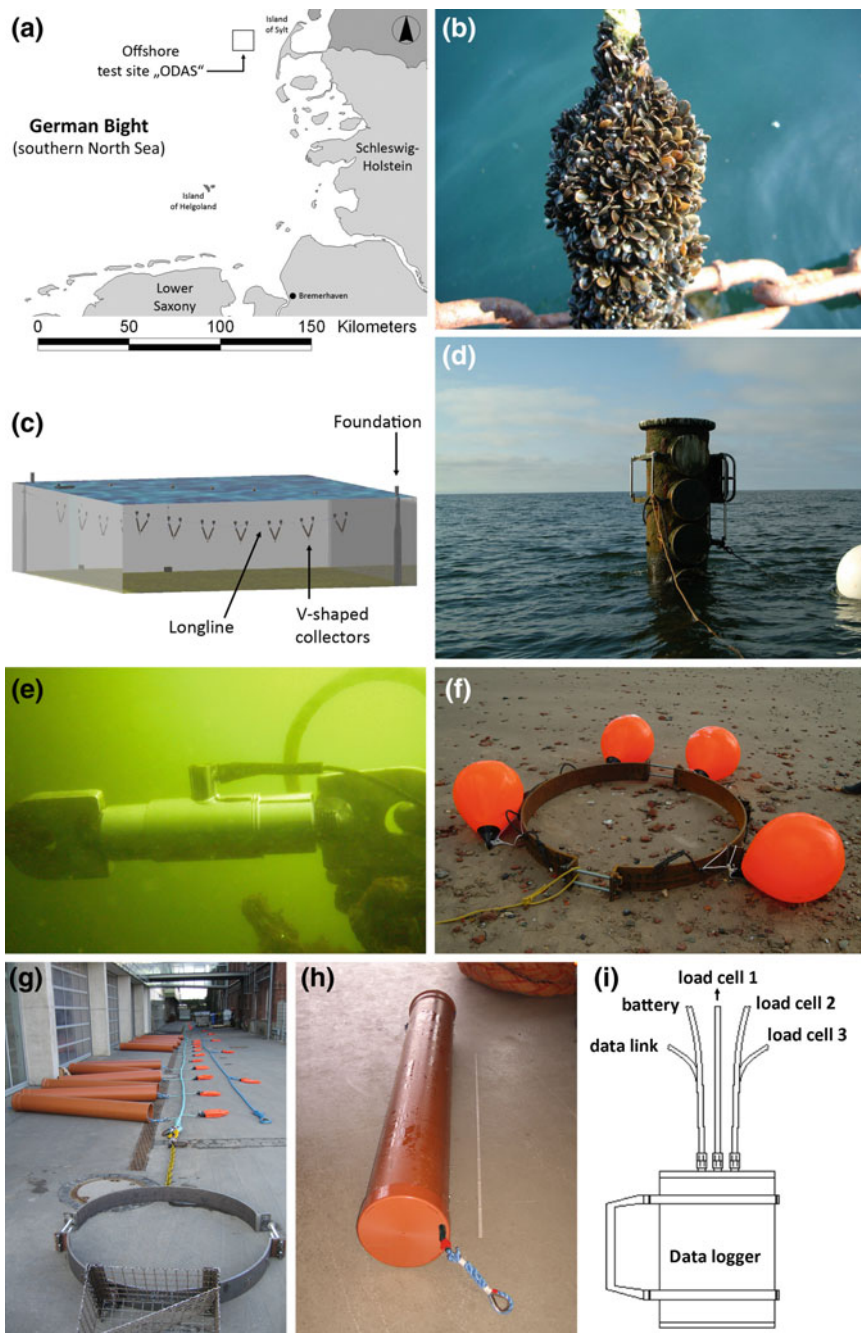 (a)
Island
of Sylt
Offshore
test site „ODAS“
German Bight
(southern North Sea)
Schleswig-
Holstein
Island
of Helgoland
Lower
Saxony
Bremerhaven
0 50 100 150 Kilometers
(b)
(c)
Foundation
Longline
V-shaped
collectors
(d)
(e)
(f)
(g)
(h)
(i)
load cell 1
battery
load cell 2
data link
load cell 3
Data logger